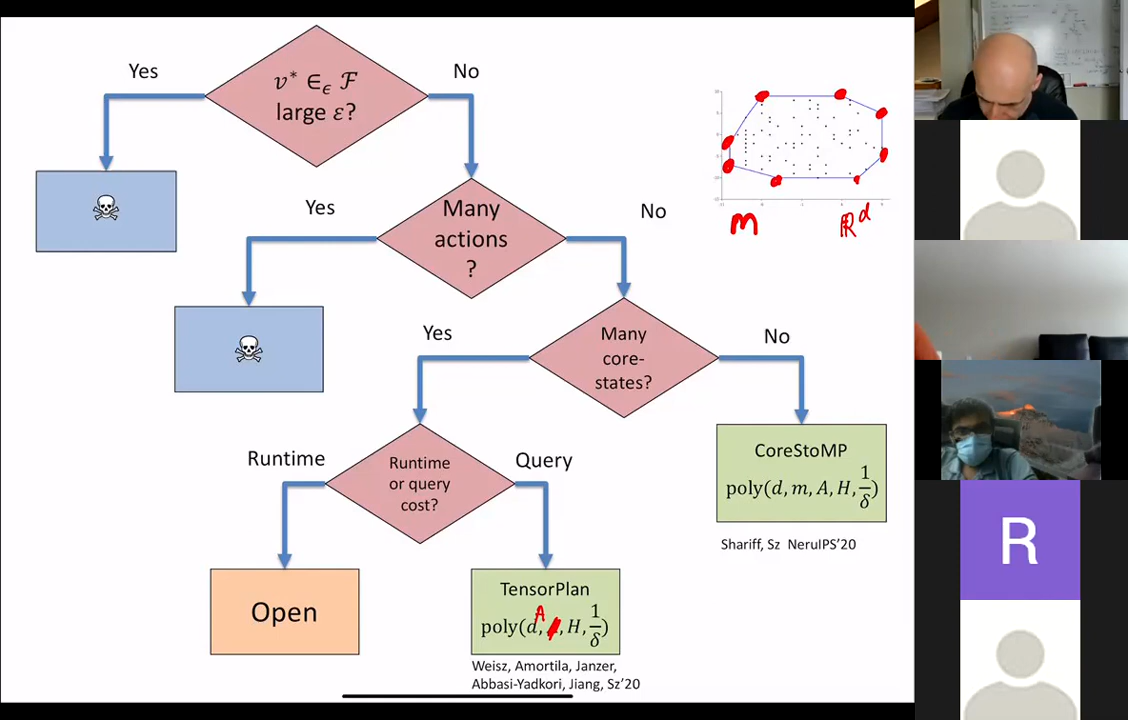 v* ∈_ϵ ℱ
large ε?
Yes
No
Many
actions
?
Yes
No
m
ℝ^d
Many
core-
states?
Yes
No
CoreStoMP
poly(d, m, A, H, 1/δ)
Shariff, Sz NeruIPS'20
Runtime
or query
cost?
Runtime
Query
Open
TensorPlan
A
poly(d, , H, 1/δ)
Weisz, Amortila, Janzer,
Abbasi-Yadkori, Jiang, Sz'20
R